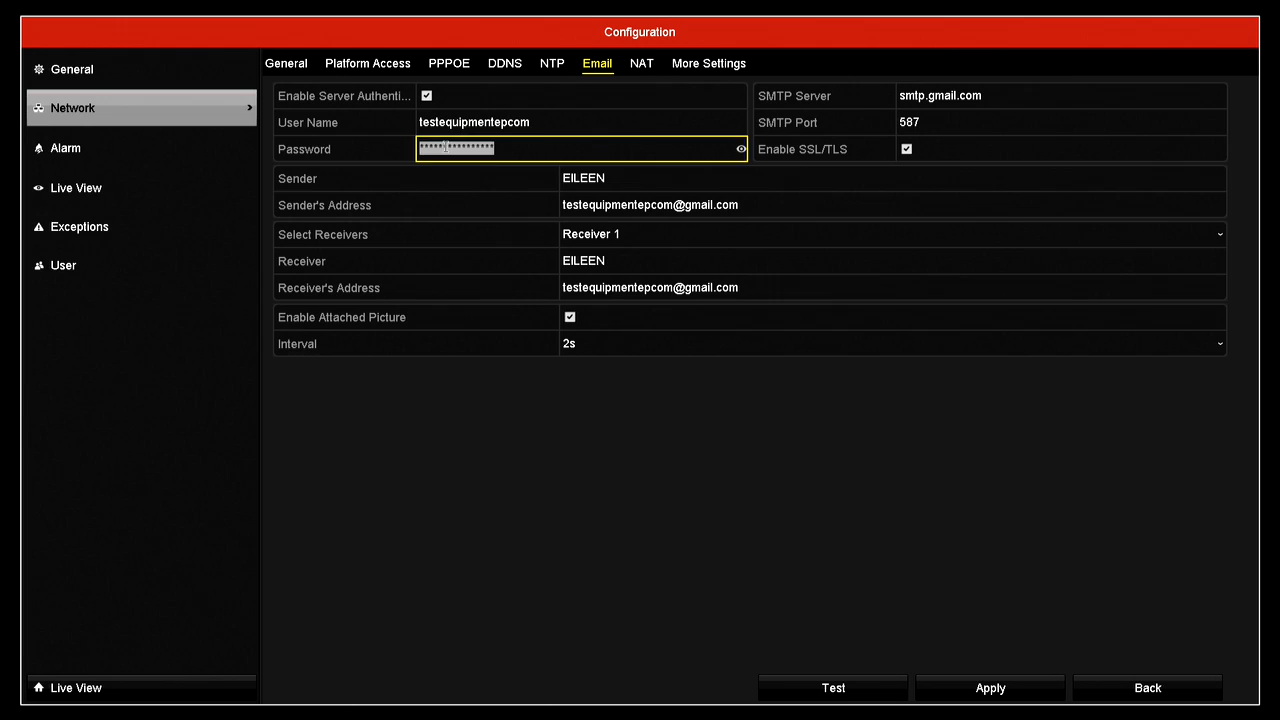 Configuration
General
Network
Alarm
Live View
Exceptions
User
Live View
General Platform Access PPPOE DDNS NTP Email NAT More Settings
Enable Server Authenti...
User Name testequipmentepcom
Password ****************
SMTP Server smtp.gmail.com
SMTP Port 587
Enable SSL/TLS
Sender EILEEN
Sender's Address testequipmentepcom@gmail.com
Select Receivers Receiver 1
Receiver EILEEN
Receiver's Address testequipmentepcom@gmail.com
Enable Attached Picture
Interval 2s
Test Apply Back